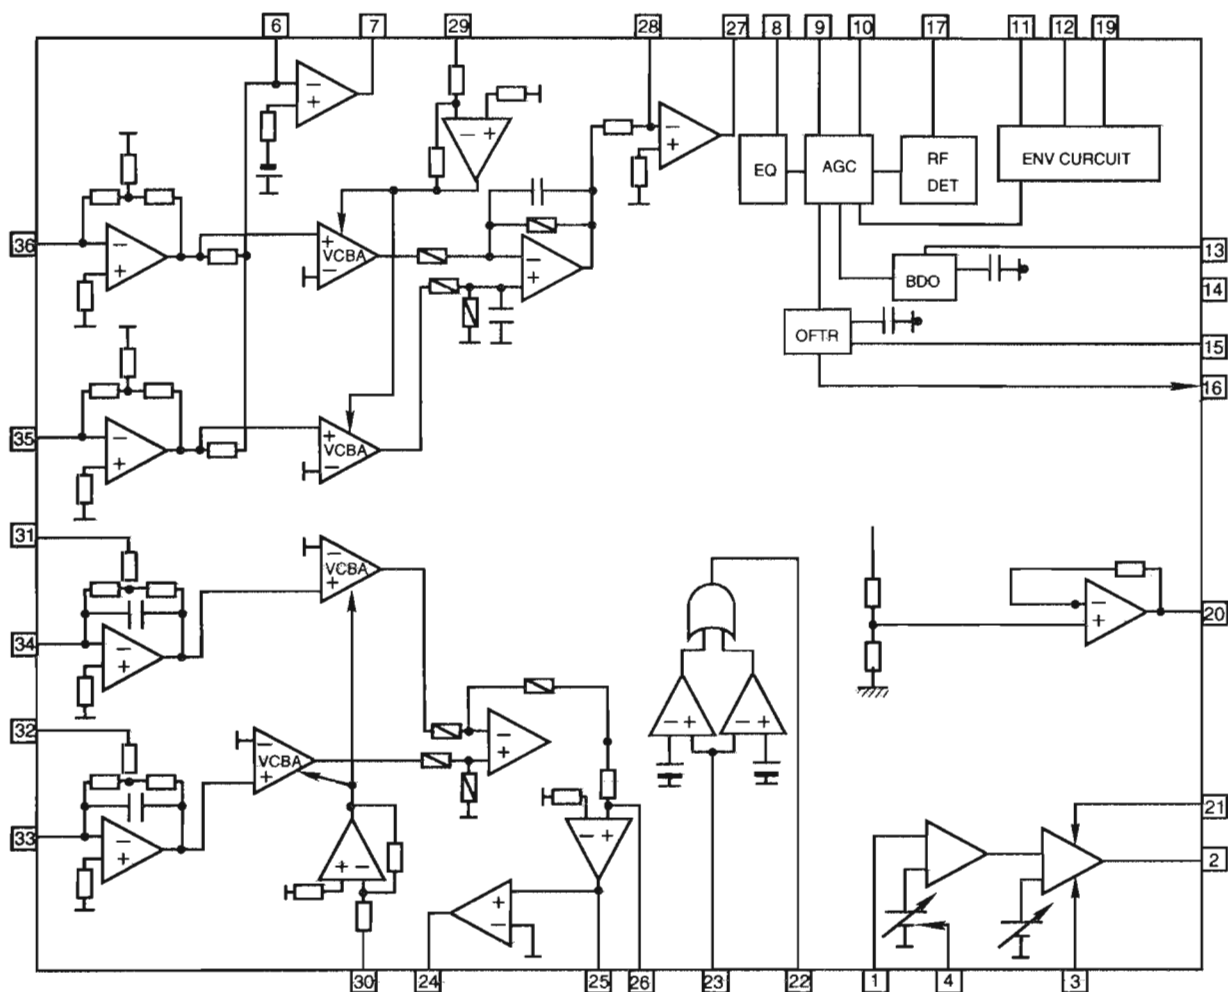 6 7 29 28 27 8 9 10 17 11 12 19
− +
− +
EQ AGC RF DET ENV CURCUIT
36 − + + VCBA − − + 13
BDO
14
OFTR
15
16
35 − + + VCBA −
31
− VCBA +
34 − + − + 20
32
− VCBA + − + − + − +
33 − + − + 21
+ − 2
+ −
30 24 25 26 23 22 1 4 3